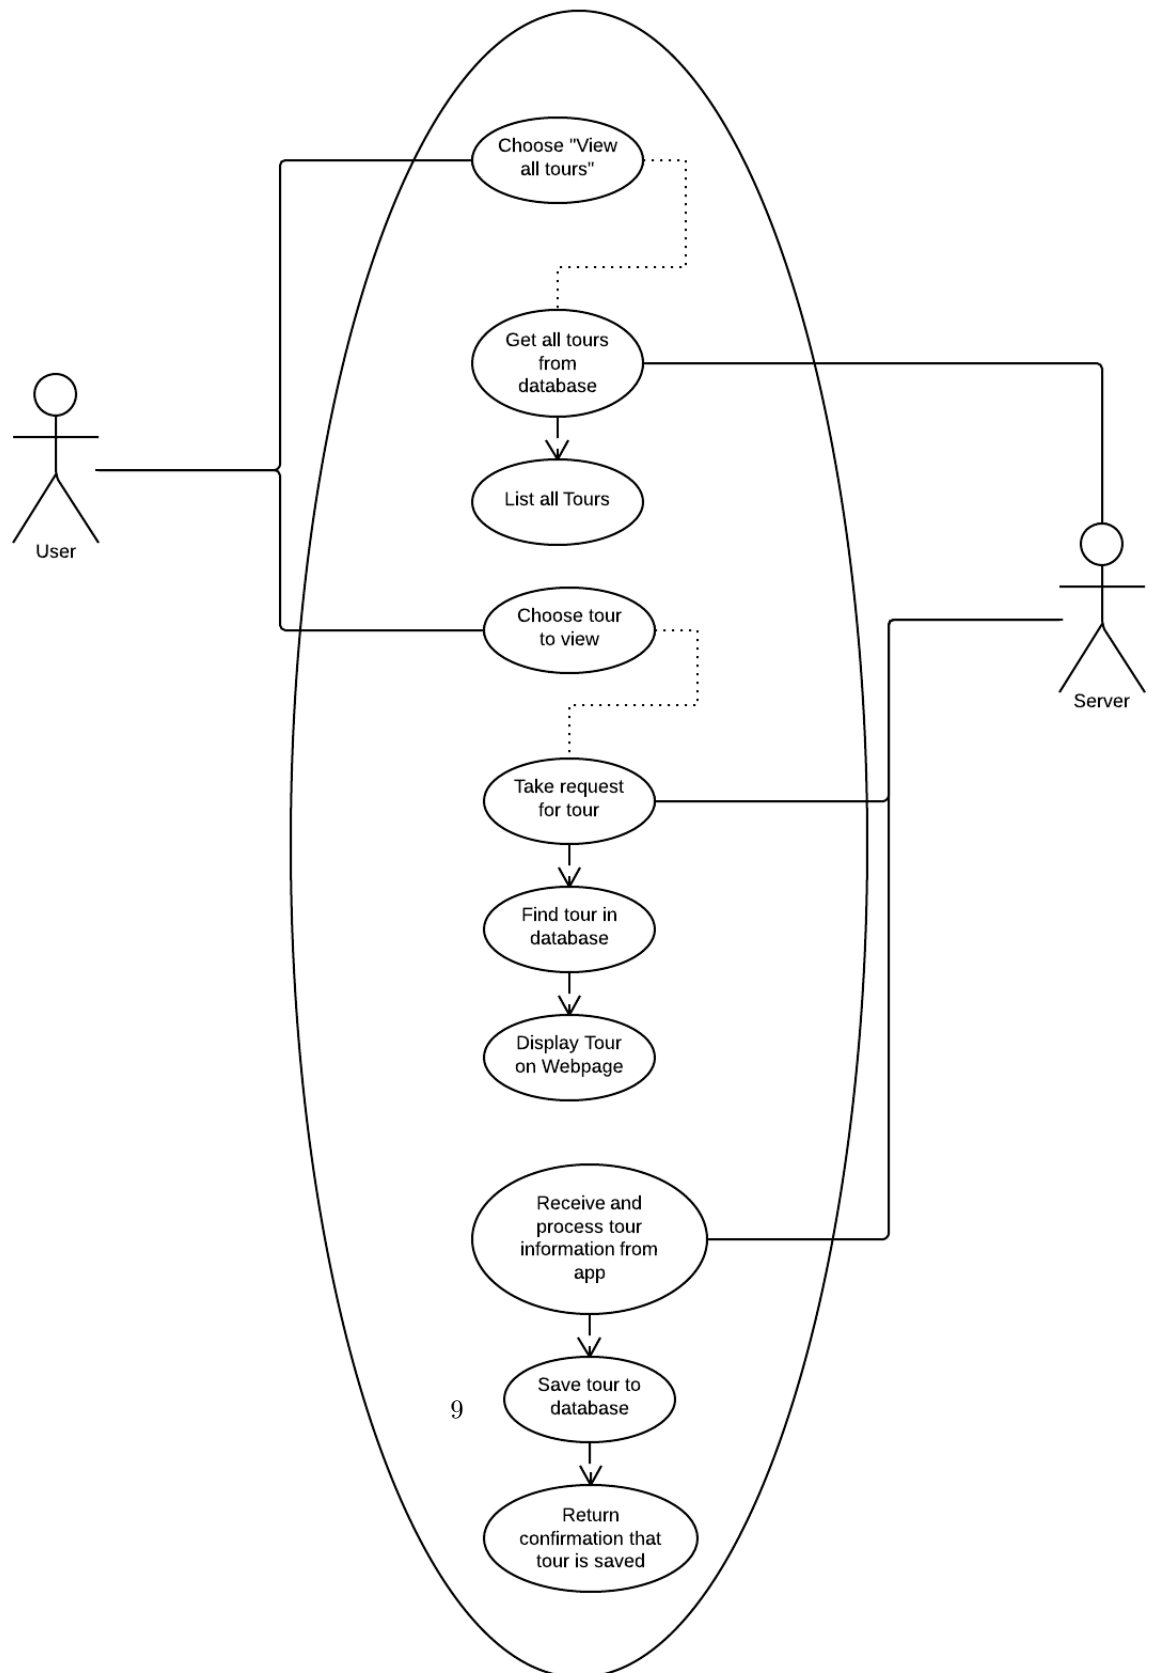 Choose "View
all tours"
Get all tours
from
database
List all Tours
User
Choose tour
to view
Server
Take request
for tour
Find tour in
database
Display Tour
on Webpage
Receive and
process tour
information from
app
Save tour to
database
9
Return
confirmation that
tour is saved